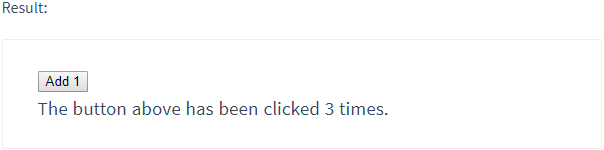 Result:
Add 1
The button above has been clicked 3 times.